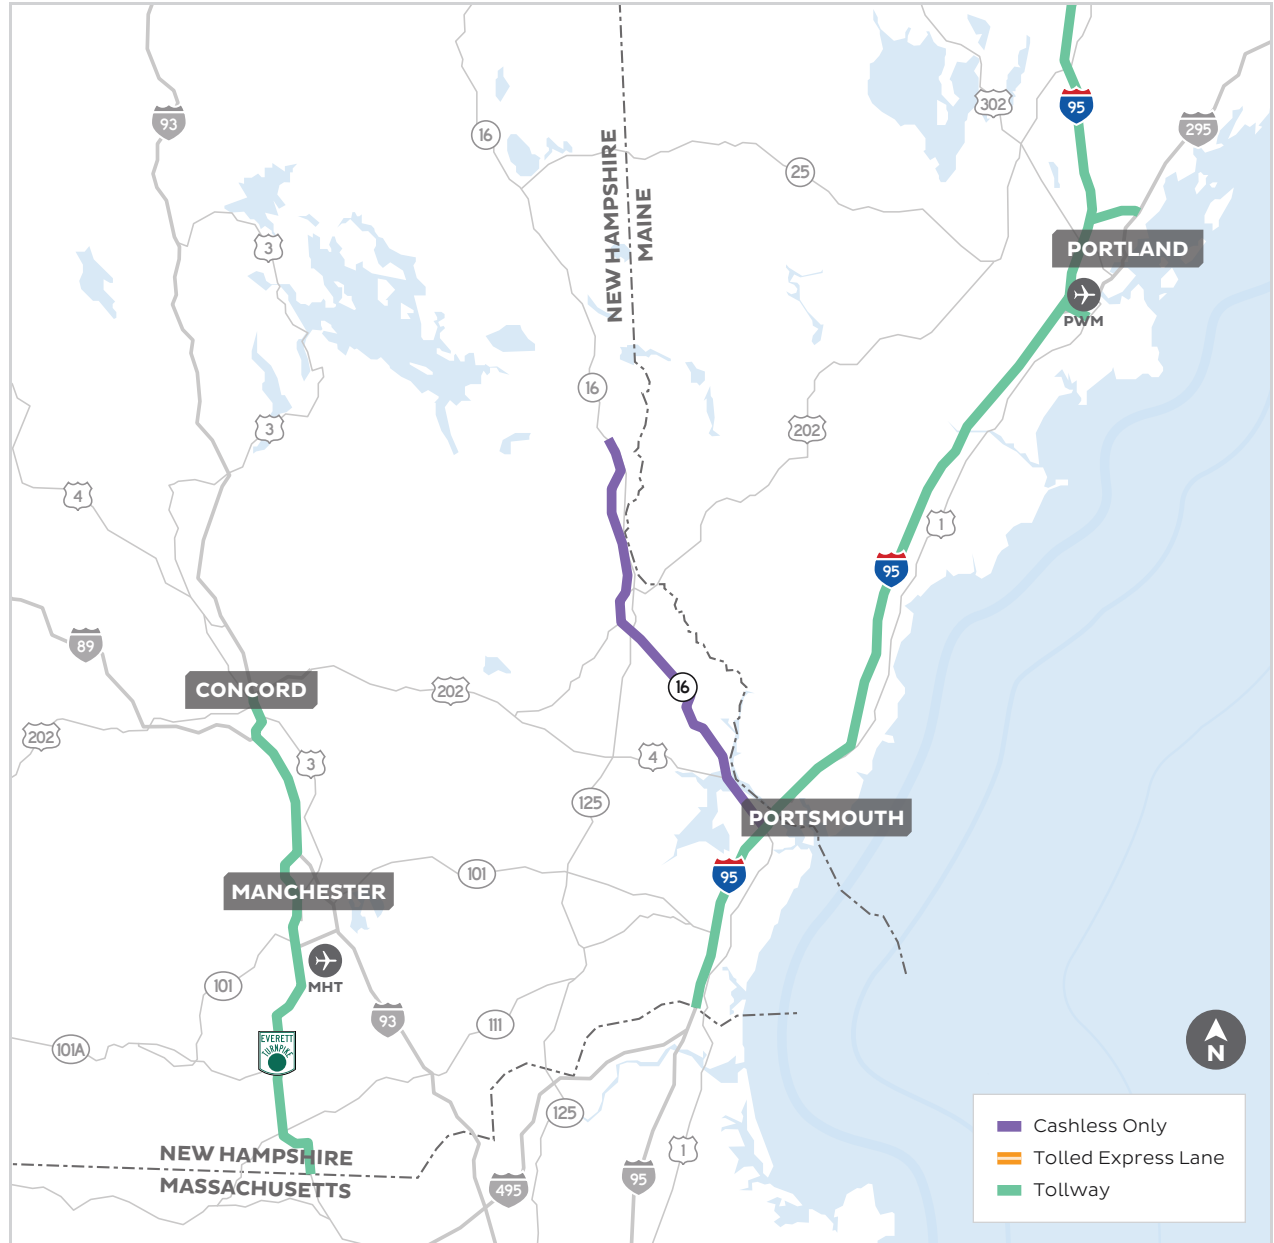 93
16
302
95
295
25
NEW HAMPSHIRE
MAINE
3
PORTLAND
PWM
16
3
202
4
1
95
89
CONCORD
202
16
202
3
4
125
PORTSMOUTH
95
101
MANCHESTER
MHT
101
93
111
EVERETT
TURNPIKE
101A
N
125
1
NEW HAMPSHIRE
MASSACHUSETTS
495
95
Cashless Only
Tolled Express Lane
Tollway